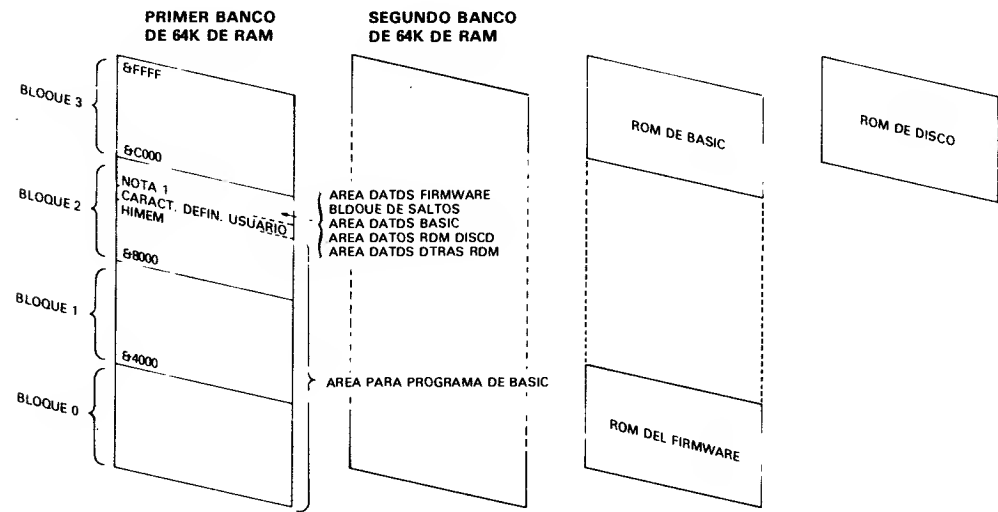 PRIMER BANCO
DE 64K DE RAM
SEGUNDO BANCO
DE 64K DE RAM
BLOQUE 3
&FFFF
&C000
BLOQUE 2
NOTA 1
CARACT. DEFIN. USUARIO
HIMEM
&8000
BLOQUE 1
&4000
BLOQUE 0
AREA DATDS FIRMWARE
BLDQUE DE SALTOS
AREA DATDS BASIC
AREA DATOS RDM DISCD
AREA DATDS DTRAS RDM
AREA PARA PROGRAMA DE BASIC
ROM DE BASIC
ROM DEL FIRMWARE
ROM DE DISCO